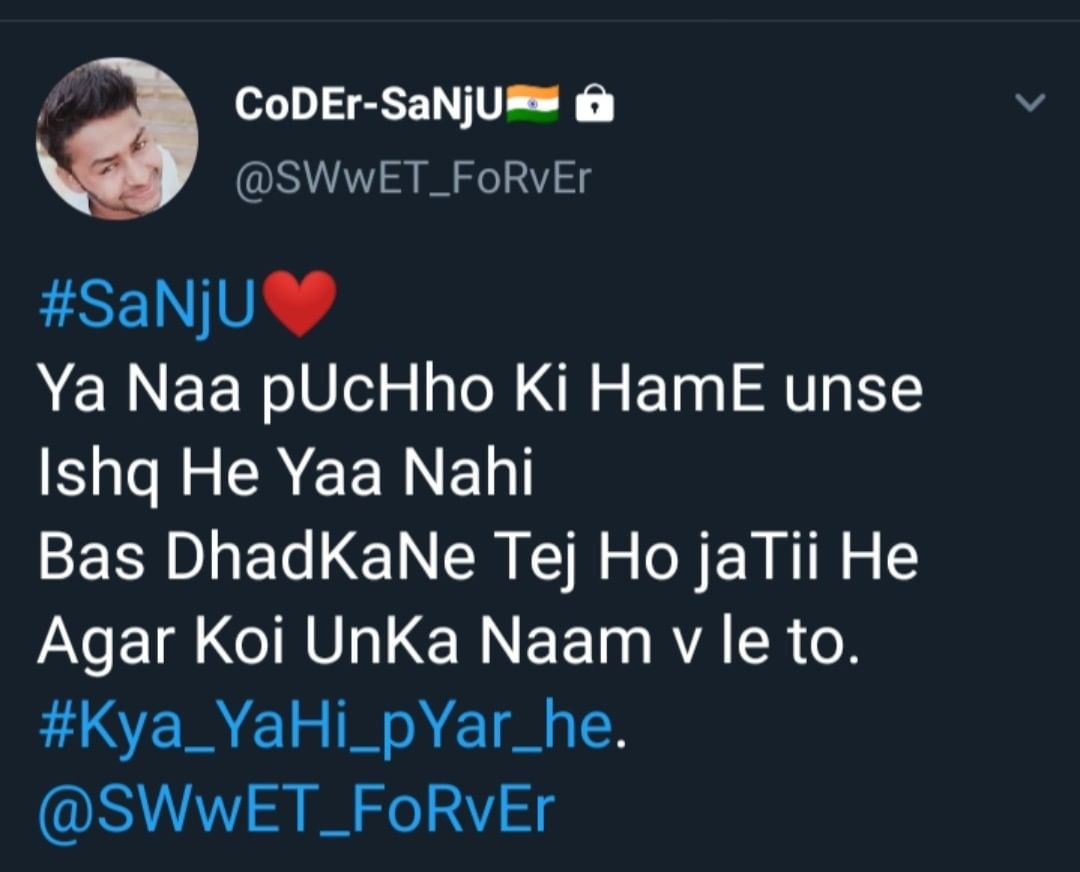 CoDEr-SaNjU🇮🇳🔒
@SWwET_FoRvEr
#SaNjU❤️
Ya Naa pUcHho Ki HamE unse
Ishq He Yaa Nahi
Bas DhadKaNe Tej Ho jaTii He
Agar Koi UnKa Naam v le to.
#Kya_YaHi_pYar_he.
@SWwET_FoRvEr